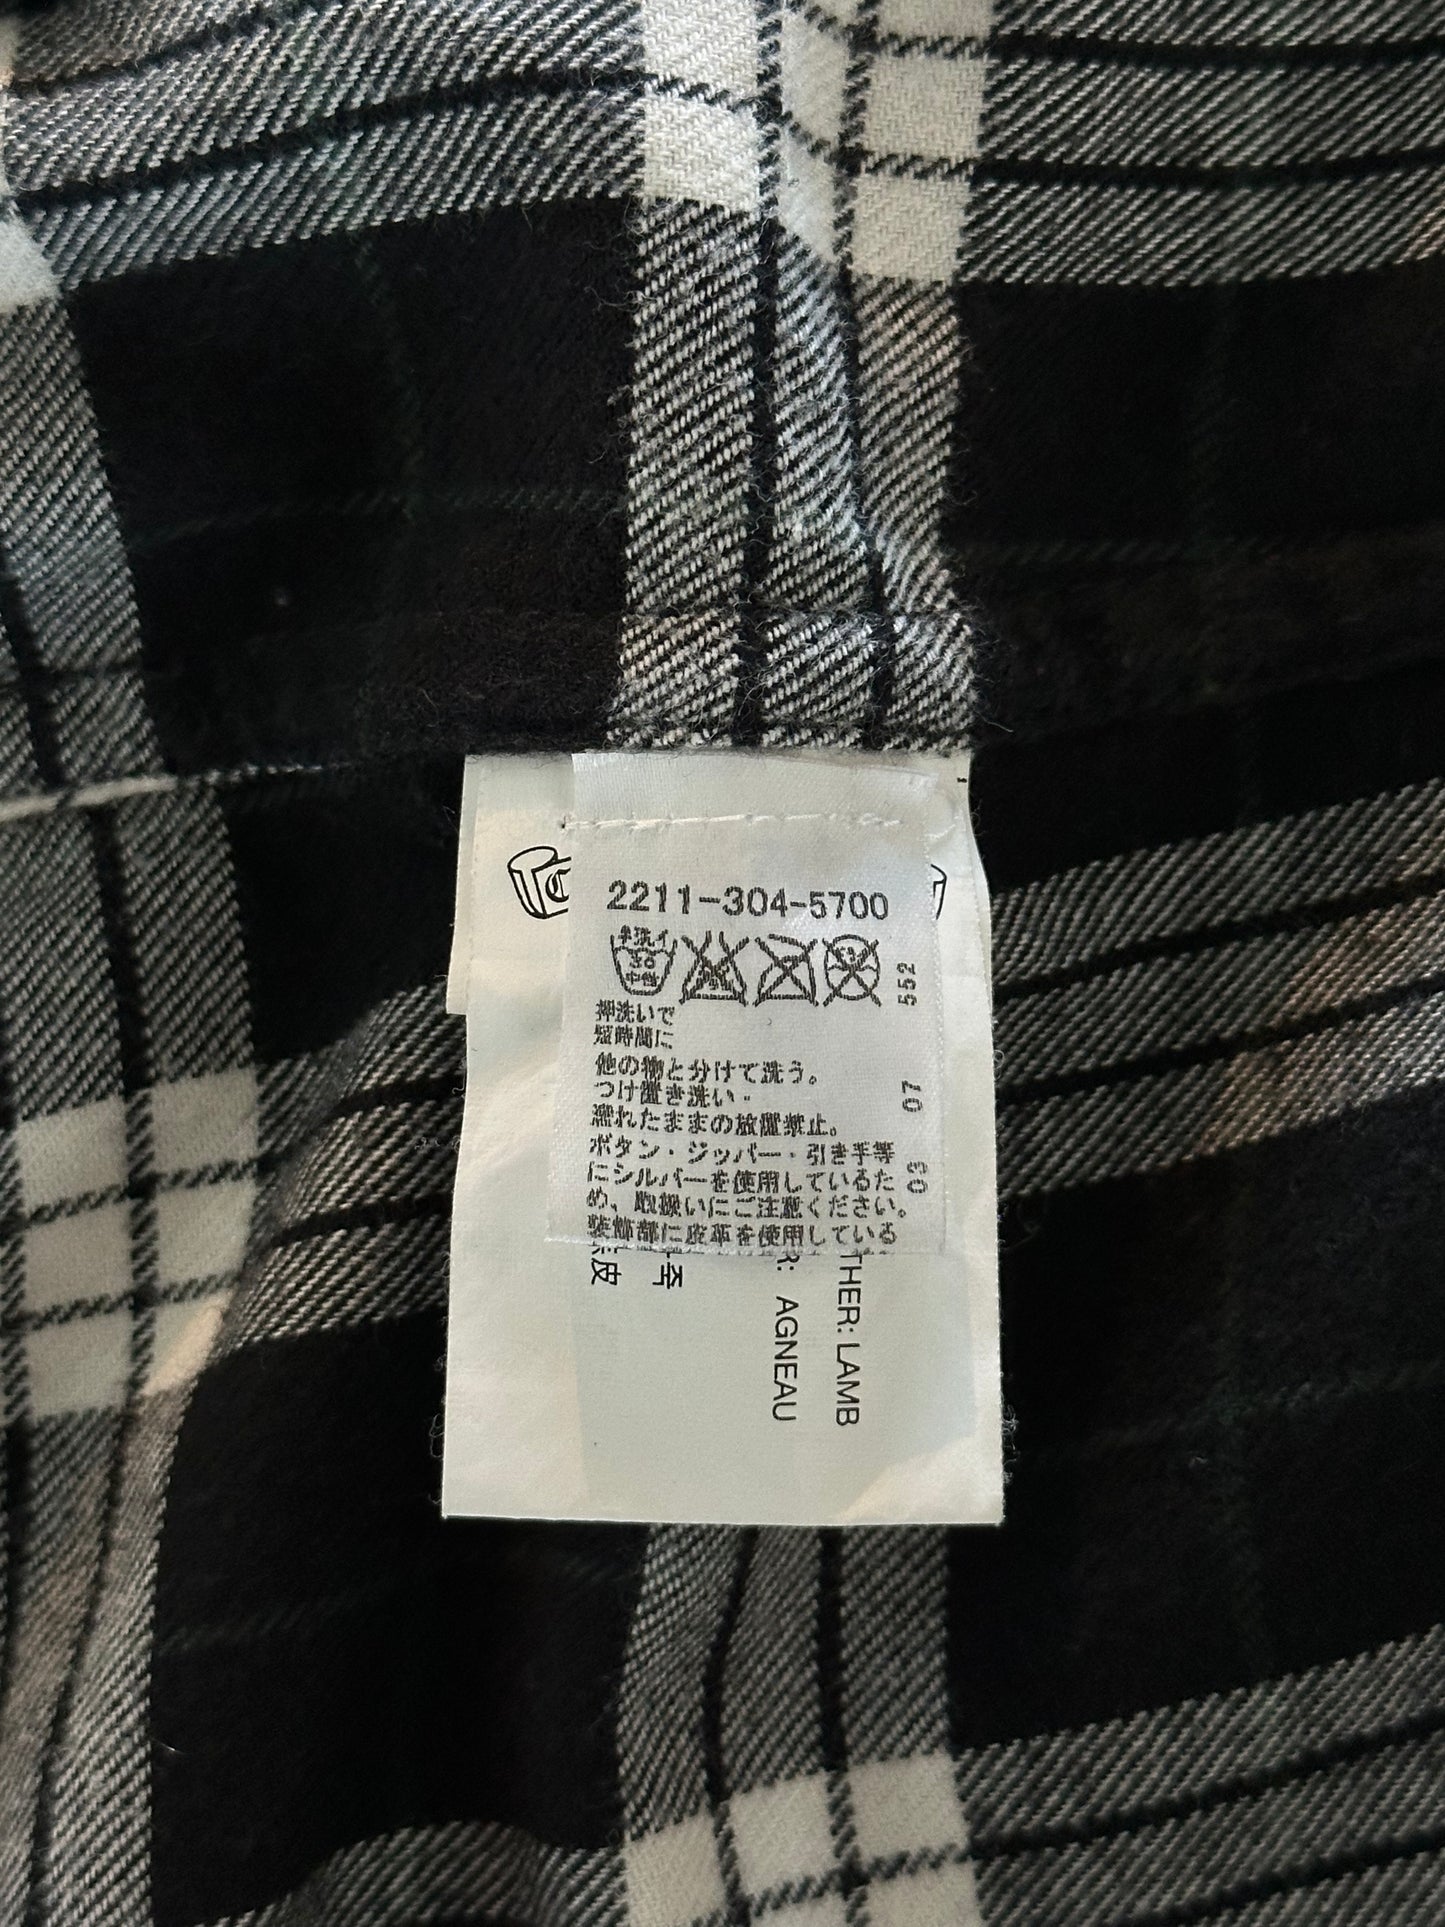 2211-304-5700
手洗イ
30
中性
552
押洗いで
短時間に
他の物と分けて洗う。
つけ置き洗い・
濡れたままの放置禁止。
07
ボタン・ジッパー・引き手等
にシルバーを使用しているた
03
め、取扱いにご注意ください。
装飾部に皮革を使用している
皮
죽
R: AGNEAU
THER: LAMB